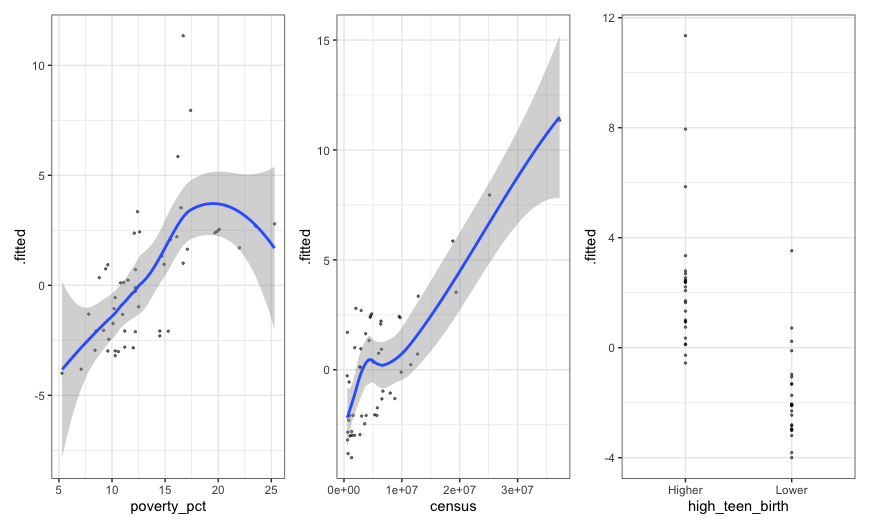 .fitted
10
5
0
-5
5
10
15
20
25
poverty_pct
.fitted
15
10
5
0
0e+00
1e+07
2e+07
3e+07
census
.fitted
12
8
4
0
-4
Higher
Lower
high_teen_birth